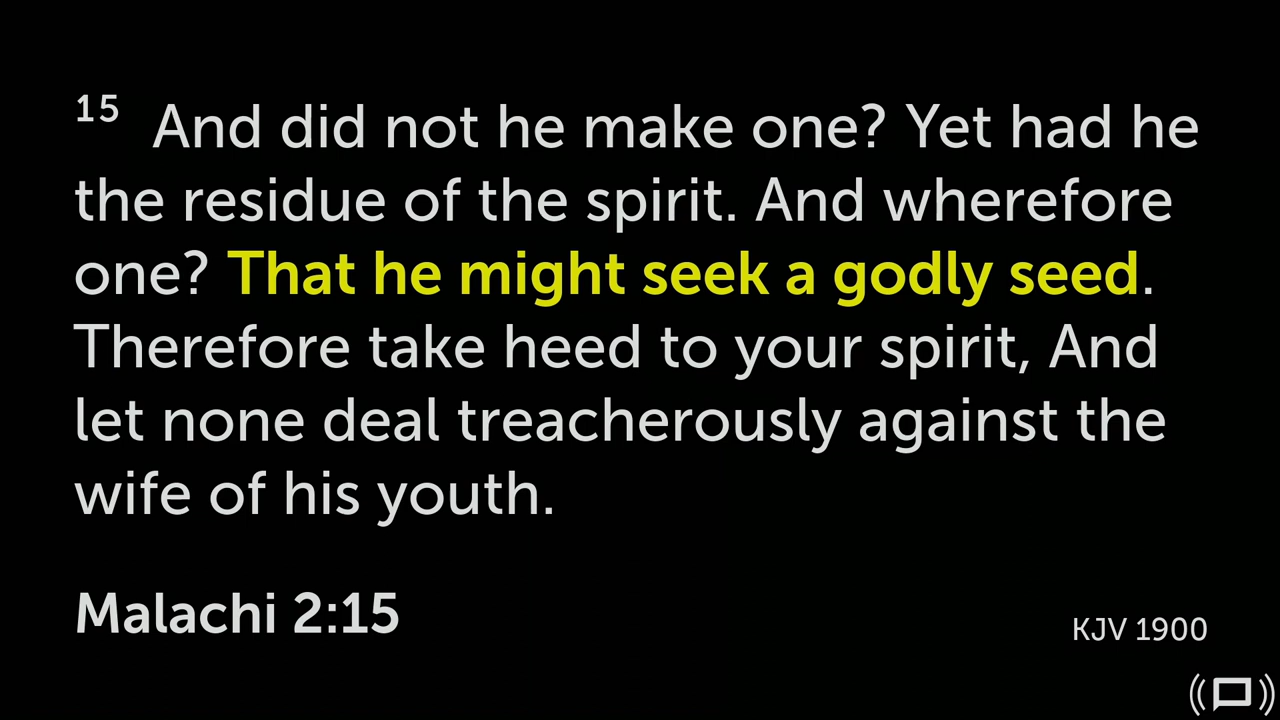 15 And did not he make one? Yet had he
the residue of the spirit. And wherefore
one? That he might seek a godly seed.
Therefore take heed to your spirit, And
let none deal treacherously against the
wife of his youth.
Malachi 2:15
KJV 1900